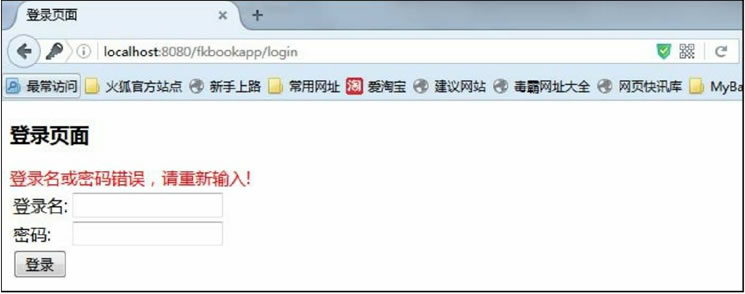 登录页面
localhost:8080/fkbookapp/login
最常访问 火狐官方站点 新手上路 常用网址 淘 爱淘宝 建议网站 毒霸网址大全 网页快讯库 MyBa
登录页面
登录名或密码错误，请重新输入!
登录名:
密码:
登录